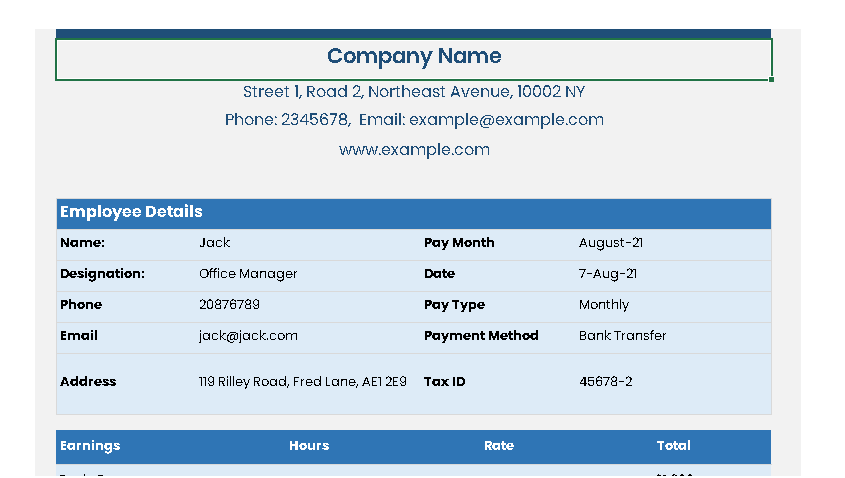 Company Name
Street 1, Road 2, Northeast Avenue, 10002 NY
Phone: 2345678, Email: example@example.com
www.example.com
Employee Details
Name: Jack Pay Month August-21
Designation: Office Manager Date 7-Aug-21
Phone 20876789 Pay Type Monthly
Email jack@jack.com Payment Method Bank Transfer
Address 119 Rilley Road, Fred Lane, AE1 2E9 Tax ID 45678-2
Earnings Hours Rate Total